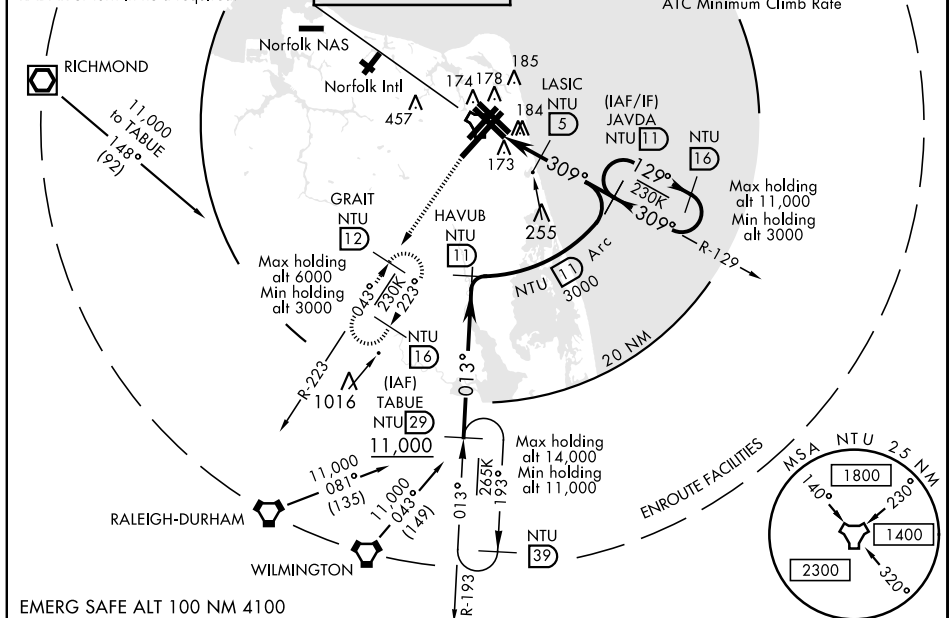 ATC Minimum Climb Rate
Norfolk NAS
Norfolk Intl
RICHMOND
11,000
to TABUE
148°
(92)
457
174
178
185
184
173
LASIC
NTU
5
(IAF/IF)
JAVDA
NTU 11
NTU
16
129°
230K
309°
309°
Max holding
alt 11,000
Min holding
alt 3000
R-129
255
GRAIT
NTU
12
HAVUB
NTU
11
NTU 11 Arc
3000
Max holding
alt 6000
Min holding
alt 3000
043°
230K
223°
NTU
16
R-223
1016
013°
20 NM
(IAF)
TABUE
NTU 29
11,000
Max holding
alt 14,000
Min holding
alt 11,000
013°
265K
193°
11,000
081°
(135)
RALEIGH-DURHAM
11,000
043°
(149)
WILMINGTON
NTU
39
R-193
ENROUTE FACILITIES
MSA NTU 25 NM
1800
140°
230°
1400
2300
320°
EMERG SAFE ALT 100 NM 4100